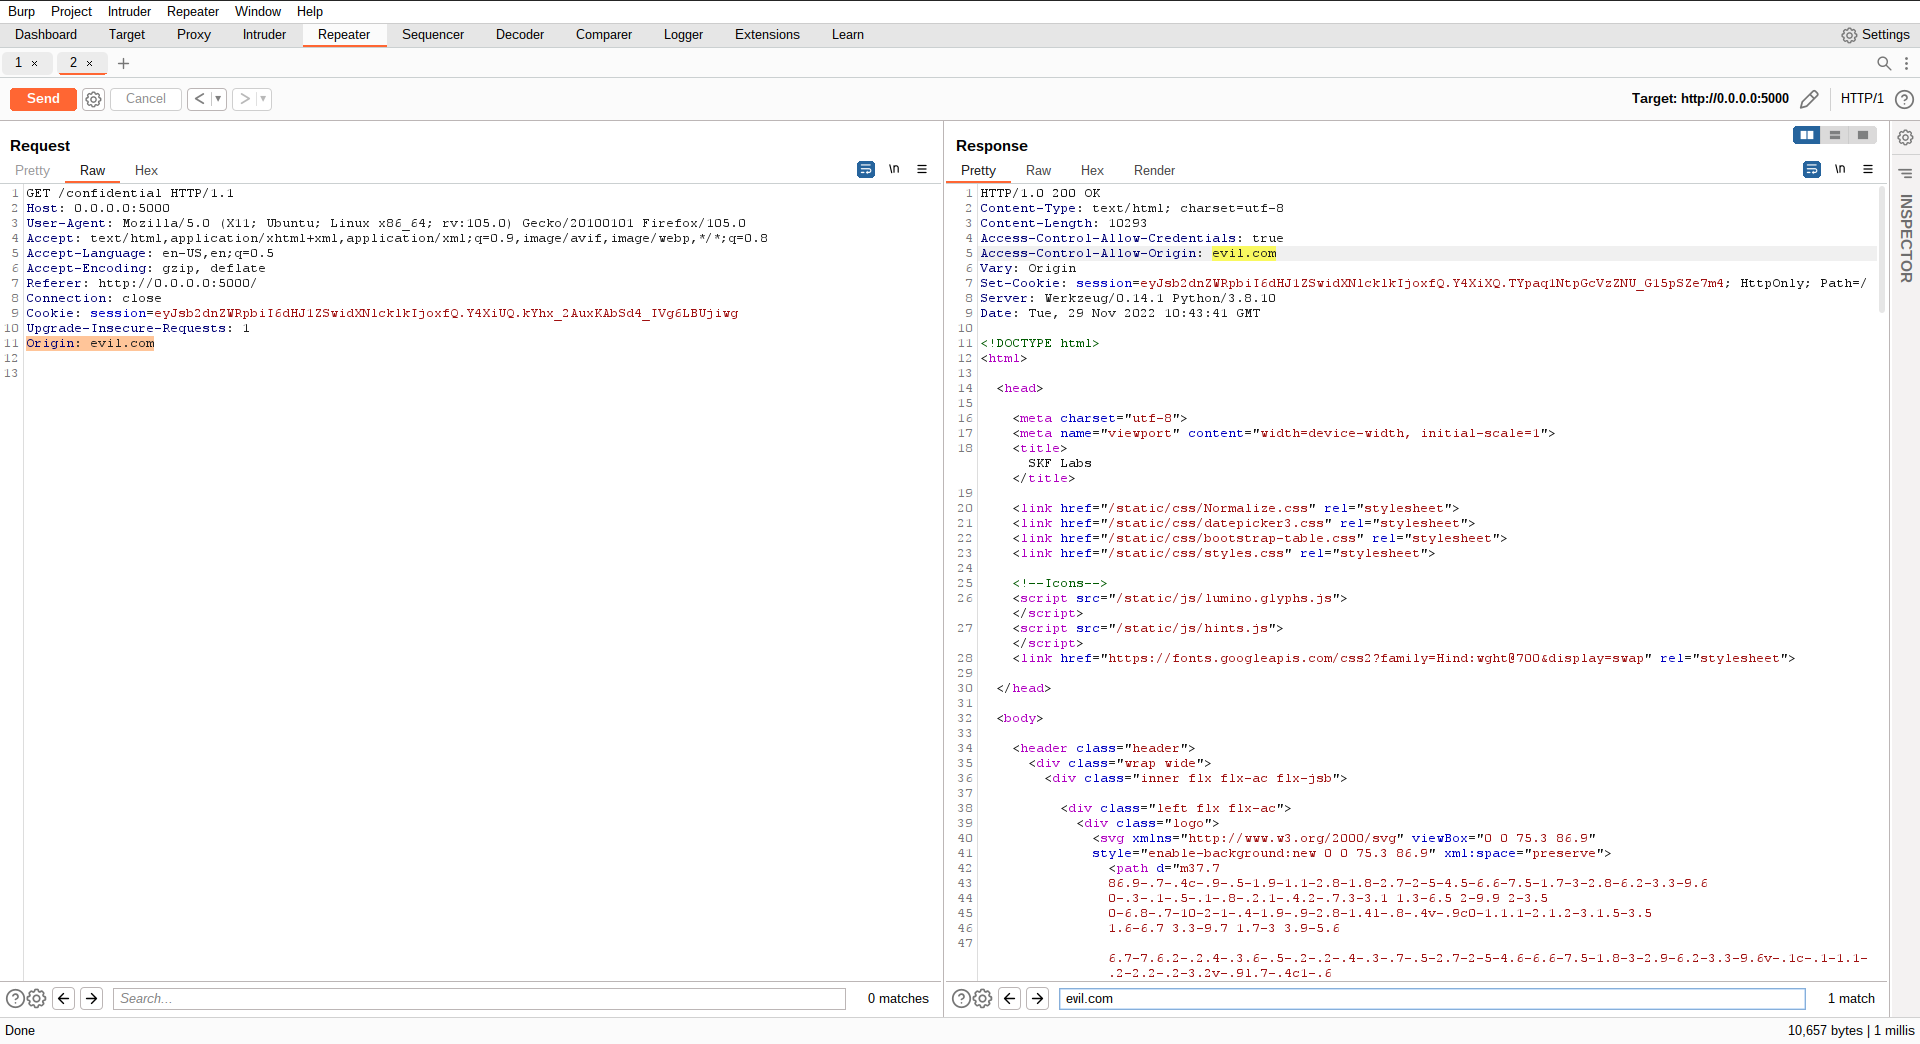 Burp Project Intruder Repeater Window Help
Dashboard Target Proxy Intruder Repeater Sequencer Decoder Comparer Logger Extensions Learn Settings
1 × 2 × +
Send Cancel < ▾ > ▾ Target: http://0.0.0.0:5000 HTTP/1 ?
Request
Pretty Raw Hex \n
1 GET /confidential HTTP/1.1
2 Host: 0.0.0.0:5000
3 User-Agent: Mozilla/5.0 (X11; Ubuntu; Linux x86_64; rv:105.0) Gecko/20100101 Firefox/105.0
4 Accept: text/html,application/xhtml+xml,application/xml;q=0.9,image/avif,image/webp,*/*;q=0.8
5 Accept-Language: en-US,en;q=0.5
6 Accept-Encoding: gzip, deflate
7 Referer: http://0.0.0.0:5000/
8 Connection: close
9 Cookie: session=
10 Upgrade-Insecure-Requests: 1
11 Origin: evil.com
12
13
? Search... 0 matches
Response
Pretty Raw Hex Render \n
1 HTTP/1.0 200 OK
2 Content-Type: text/html; charset=utf-8
3 Content-Length: 10293
4 Access-Control-Allow-Credentials: true
5 Access-Control-Allow-Origin: evil.com
6 Vary: Origin
7 Set-Cookie: session= HttpOnly; Path=/
8 Server: Werkzeug/0.14.1 Python/3.8.10
9 Date: Tue, 29 Nov 2022 10:43:41 GMT
10
11 <!DOCTYPE html>
12 <html>
13
14 <head>
15
16 <meta charset="utf-8">
17 <meta name="viewport" content="width=device-width, initial-scale=1">
18 <title>
SKF Labs
</title>
19
20 <link href="/static/css/Normalize.css" rel="stylesheet">
21 <link href="/static/css/datepicker3.css" rel="stylesheet">
22 <link href="/static/css/bootstrap-table.css" rel="stylesheet">
23 <link href="/static/css/styles.css" rel="stylesheet">
24
25 <!--Icons-->
26 <script src="/static/js/lumino.glyphs.js">
</script>
27 <script src="/static/js/hints.js">
</script>
28 <link href="https://fonts.googleapis.com/css2?family=Hind:wght@700&display=swap" rel="stylesheet">
29
30 </head>
31
32 <body>
33
34 <header class="header">
35 <div class="wrap wide">
36 <div class="inner flx flx-ac flx-jsb">
37
38 <div class="left flx flx-ac">
39 <div class="logo">
40 <svg xmlns="http://www.w3.org/2000/svg" viewBox="0 0 75.3 86.9"
41 style="enable-background:new 0 0 75.3 86.9" xml:space="preserve">
42 <path d="m37.7
43 86.9-.7-.4c-.9-.5-1.9-1.1-2.8-1.8-2.7-2-5-4.5-6.6-7.5-1.7-3-2.8-6.2-3.3-9.6
44 0-.3-.1-.5-.1-.8-.2.1-.4.2-.7.3-3.1 1.3-6.5 2-9.9 2-3.5
45 0-6.8-.7-10-2-1-.4-1.9-.9-2.8-1.4l-.8-.4v-.9c0-1.1.1-2.1.2-3.1.5-3.5
46 1.6-6.7 3.3-9.7 1.7-3 3.9-5.6
47
6.7-7.6.2-.2.4-.3.6-.5-.2-.2-.4-.3-.7-.5-2.7-2-5-4.6-6.6-7.5-1.8-3-2.9-6.2-3.3-9.6v-.1c-.1-1.1-
.2-2.2-.2-3.2v-.9l.7-.4c1-.6
? evil.com 1 match
INSPECTOR
Done 10,657 bytes | 1 millis